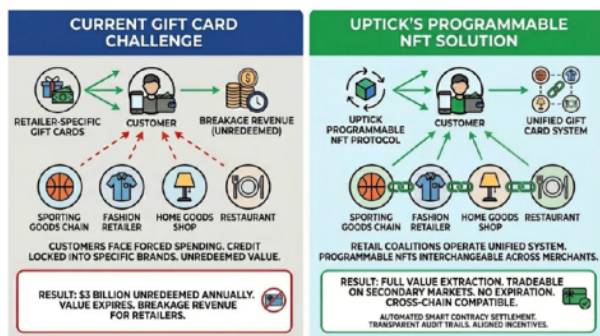 CURRENT GIFT CARD
CHALLENGE
RETAILER-SPECIFIC
GIFT CARDS
CUSTOMER
BREAKAGE REVENUE
(UNREDEEMED)
SPORTING
GOODS CHAIN
FASHION
RETAILER
HOME GOODS
SHOP
RESTAURANT
CUSTOMERS FACE FORCED SPENDING. CREDIT
LOCKED INTO SPECIFIC BRANDS. UNREDEEMED VALUE.
RESULT: $3 BILLION UNREDEEMED ANNUALLY.
VALUE EXPIRES. BREAKAGE REVENUE
FOR RETAILERS.
UPTICK'S PROGRAMMABLE
NFT SOLUTION
UPTICK
PROGRAMMABLE
NFT PROTOCOL
CUSTOMER
UNIFIED GIFT
CARD SYSTEM
SPORTING
GOODS CHAIN
FASHION
RETAILER
HOME GOODS
SHOP
RESTAURANT
RETAIL COALITIONS OPERATE UNIFIED SYSTEM.
PROGRAMMABLE NFTS INTERCHANGEABLE ACROSS MERCHANTS.
RESULT: FULL VALUE EXTRACTION. TRADEABLE
ON SECONDARY MARKETS. NO EXPIRATION.
CROSS-CHAIN COMPATIBLE.
AUTOMATED SMART CONTRACT SETTLEMENT.
TRANSPARENT AUDIT TRAILS. ALIGNED INCENTIVES.